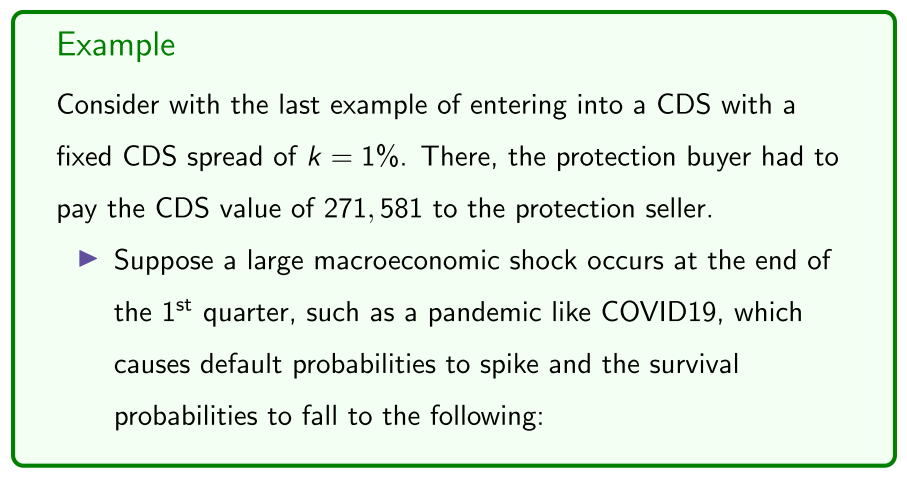 Example
Consider with the last example of entering into a CDS with a
fixed CDS spread of k = 1%. There, the protection buyer had to
pay the CDS value of 271, 581 to the protection seller.
▶ Suppose a large macroeconomic shock occurs at the end of
the 1st quarter, such as a pandemic like COVID19, which
causes default probabilities to spike and the survival
probabilities to fall to the following: